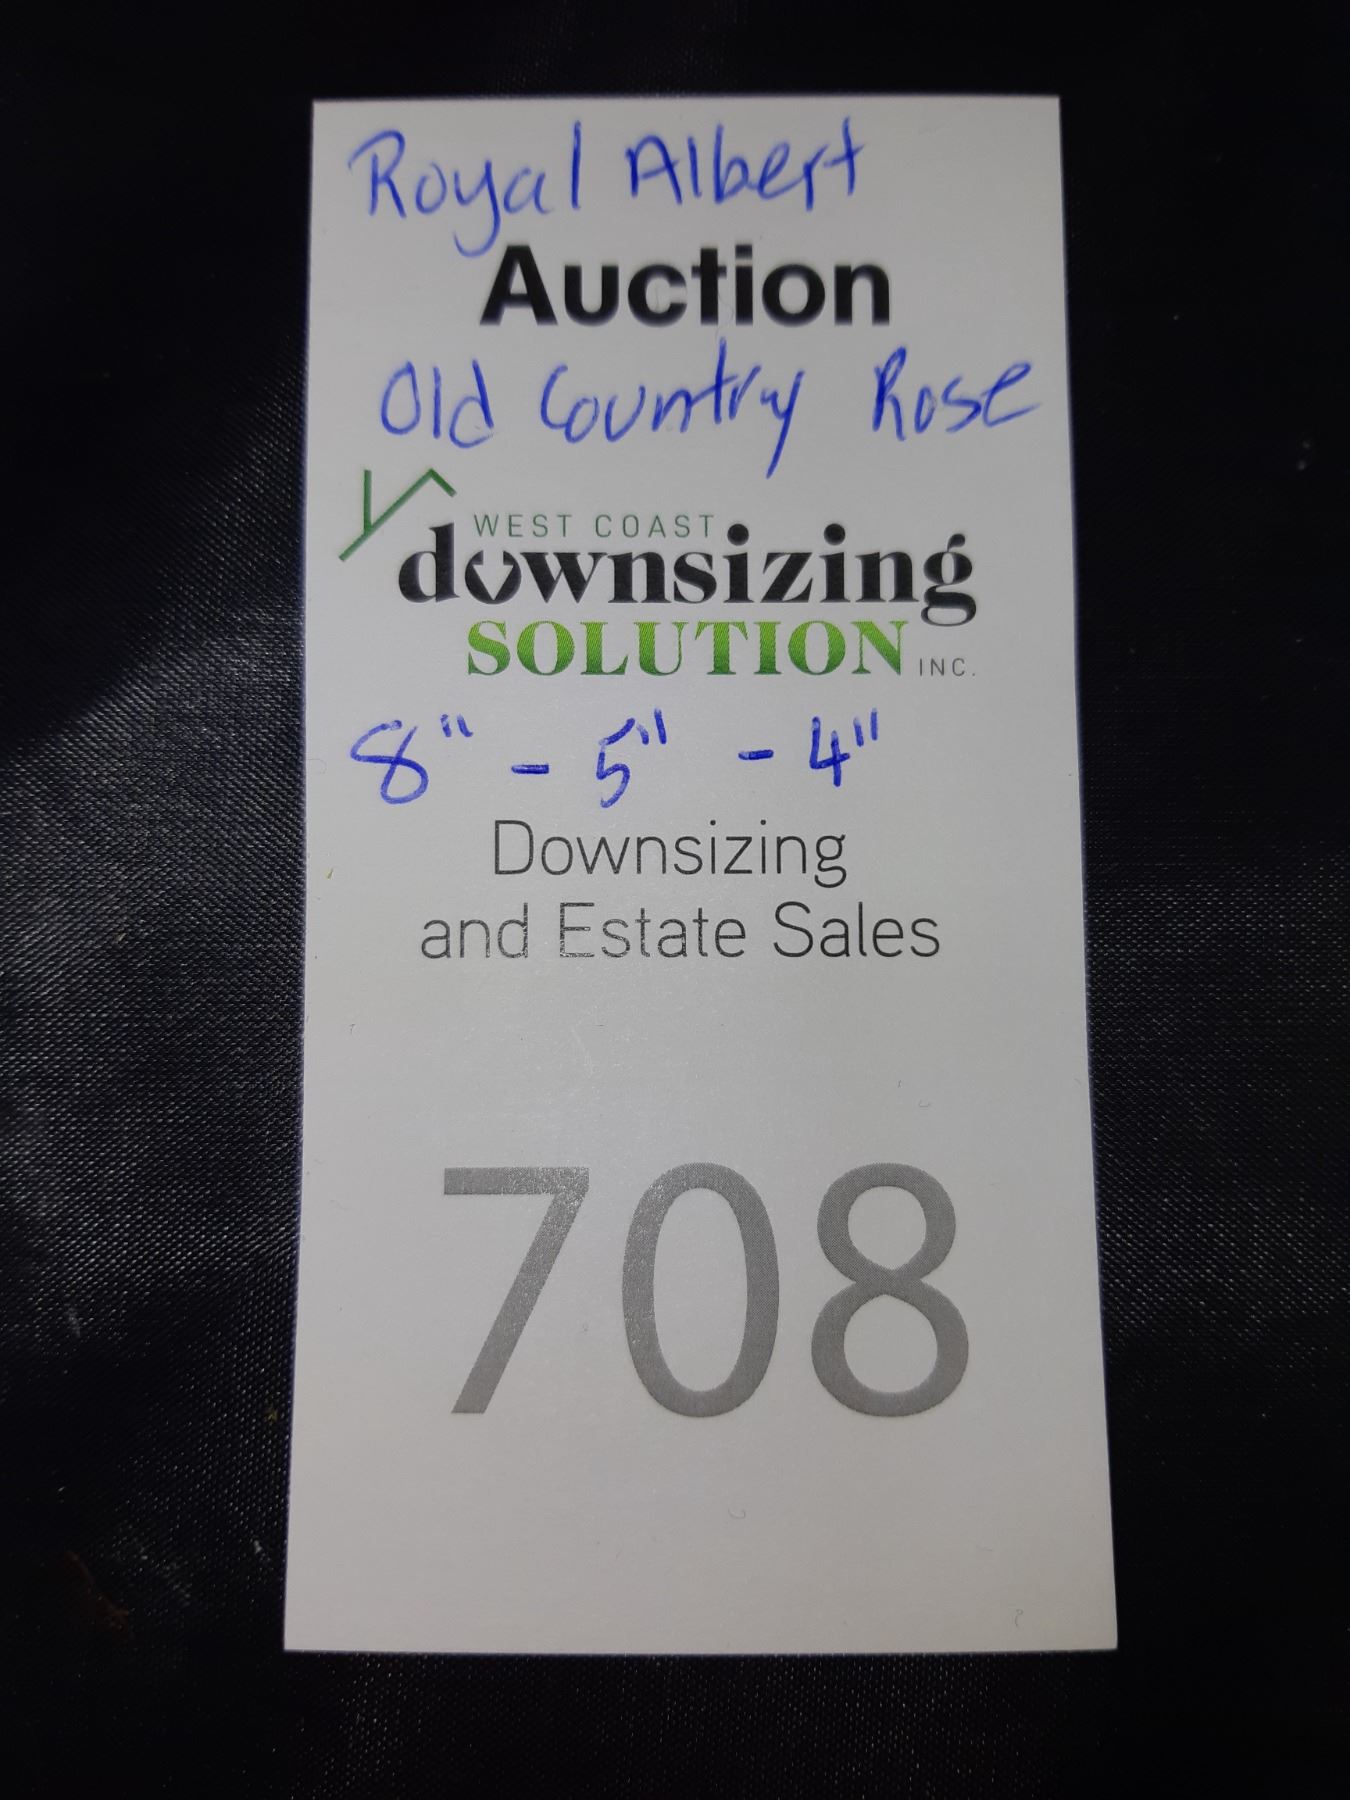 Royal Albert
Auction
Old Country Rose
WEST COAST
downsizing
SOLUTION INC.
8" - 5" - 4"
Downsizing
and Estate Sales
708